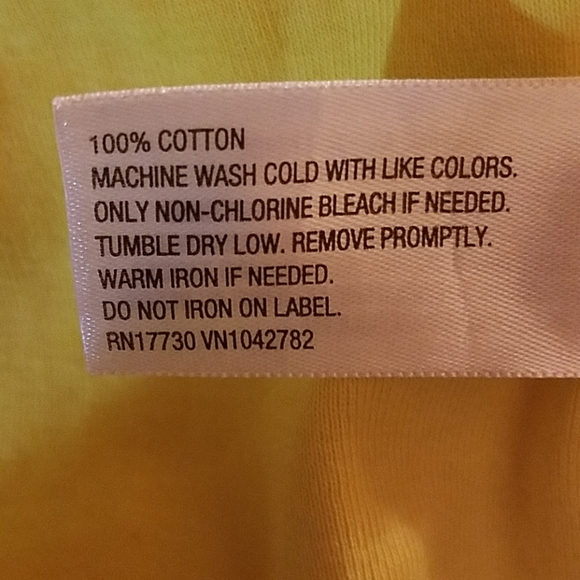 100% COTTON
MACHINE WASH COLD WITH LIKE COLORS.
ONLY NON-CHLORINE BLEACH IF NEEDED.
TUMBLE DRY LOW. REMOVE PROMPTLY.
WARM IRON IF NEEDED.
DO NOT IRON ON LABEL.
RN17730 VN1042782